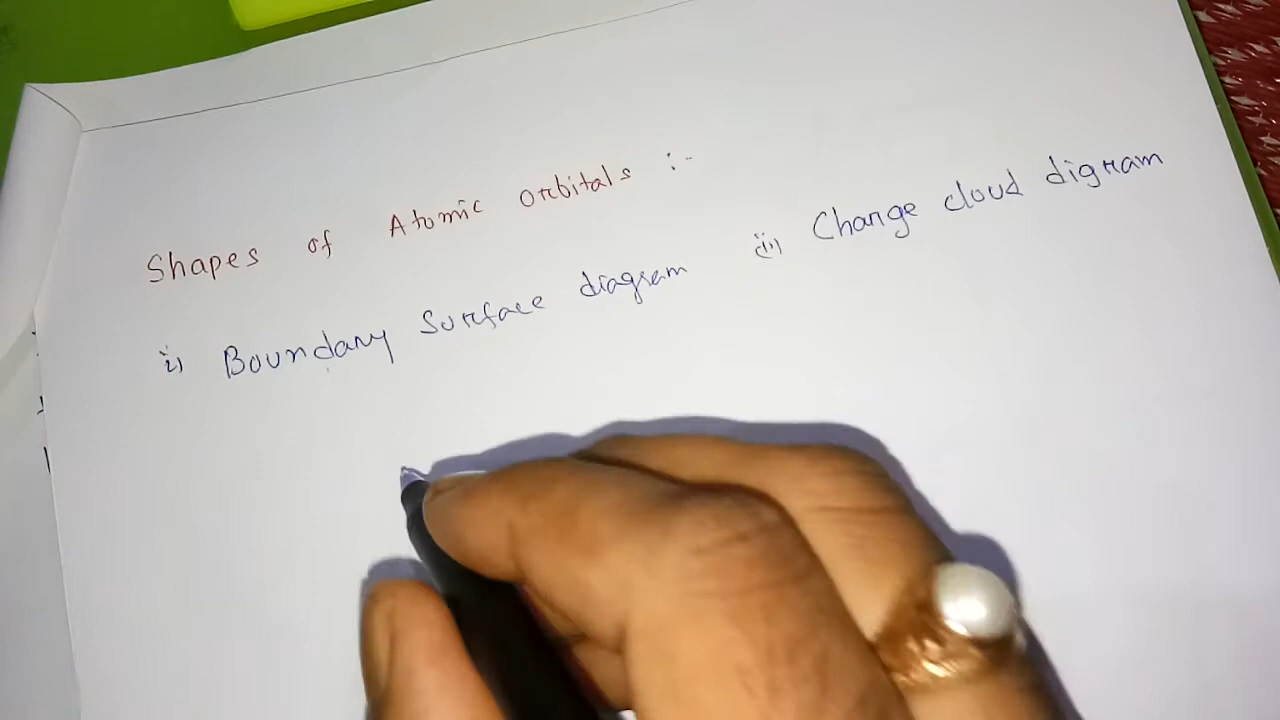 Shapes of Atomic Orbitals :-
i) Boundary Surface diagram
ii) Change cloud digram